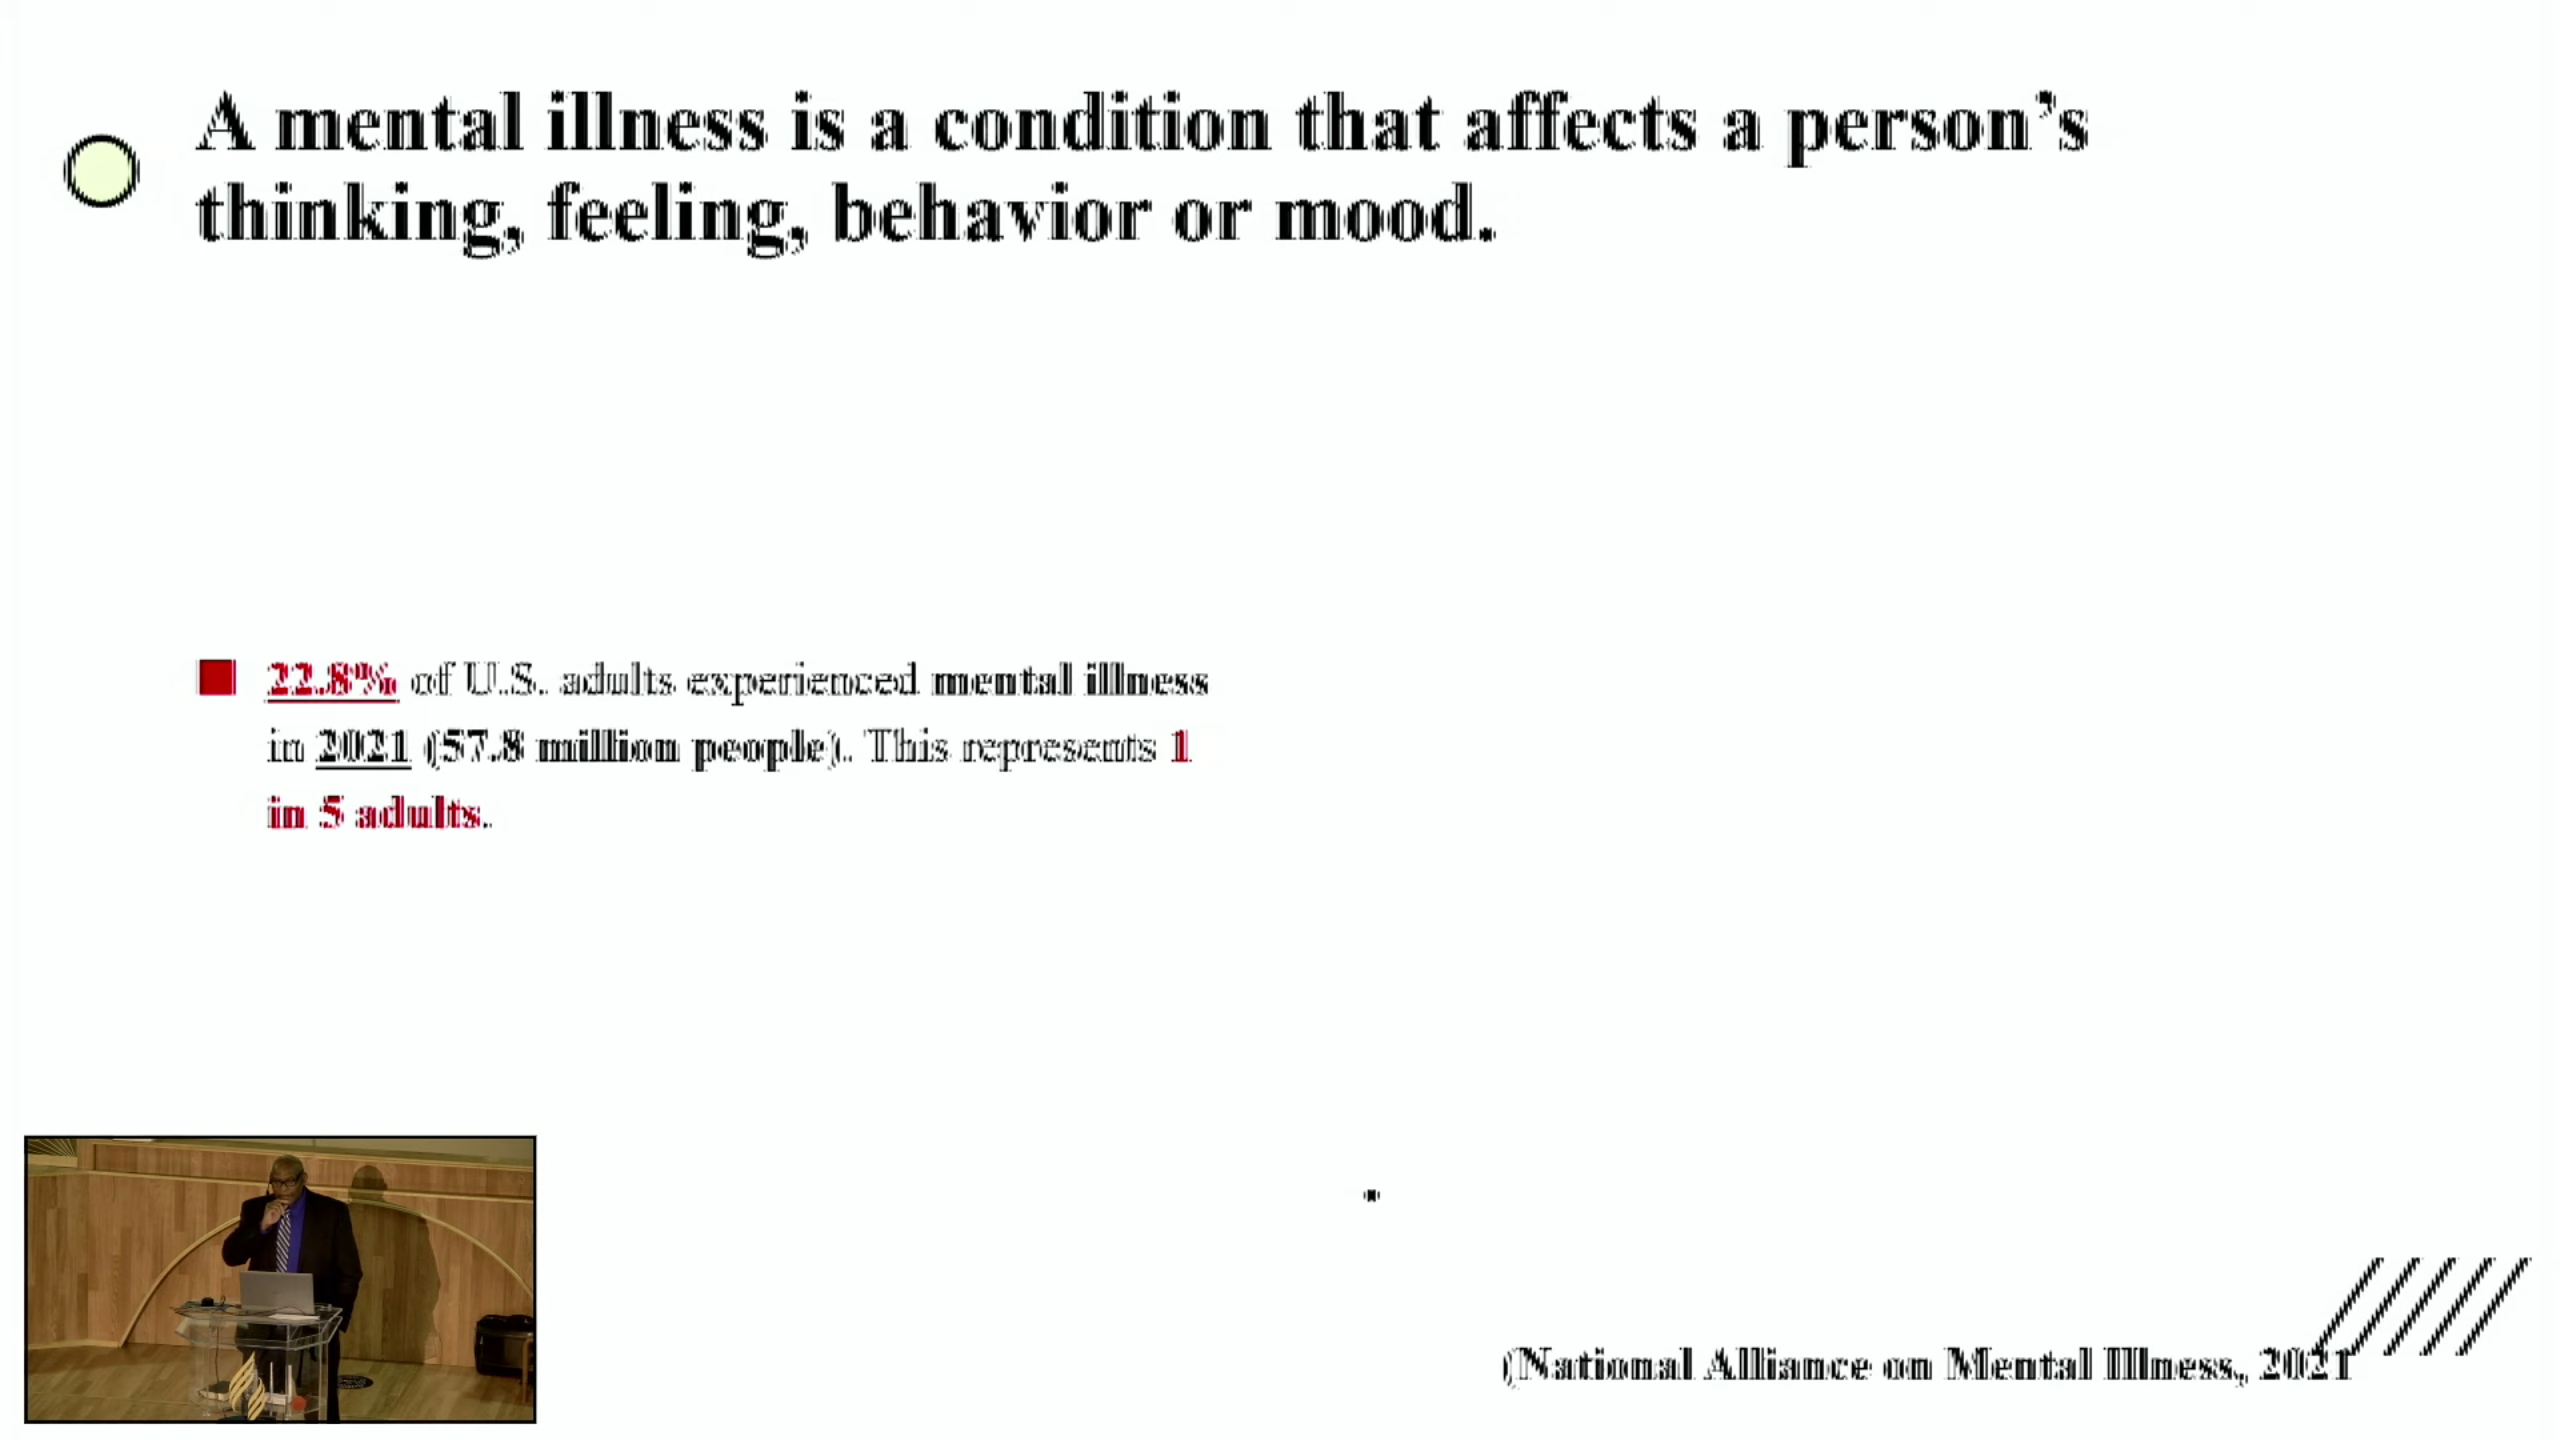 A mental illness is a condition that affects a person’s
thinking, feeling, behavior or mood.
22.8% of U.S. adults experienced mental illness
in 2021 (57.8 million people). This represents 1
in 5 adults.
(National Alliance on Mental Illness, 2021